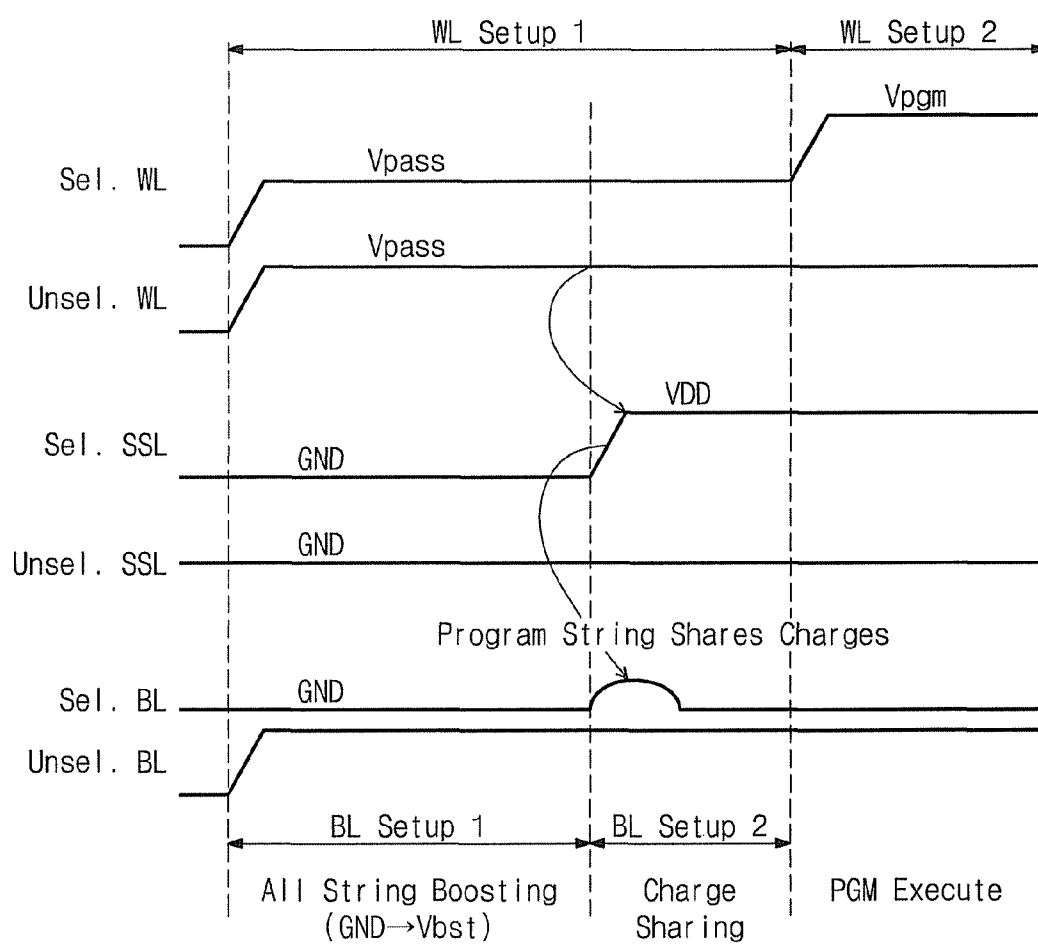 WL Setup 1
WL Setup 2
Vpgm
Sel. WL
Vpass
Unsel. WL
Vpass
Sel. SSL
GND
VDD
Unsel. SSL
GND
Program String Shares Charges
Sel. BL
GND
Unsel. BL
BL Setup 1
BL Setup 2
All String Boosting
(GND→Vbst)
Charge
Sharing
PGM Execute